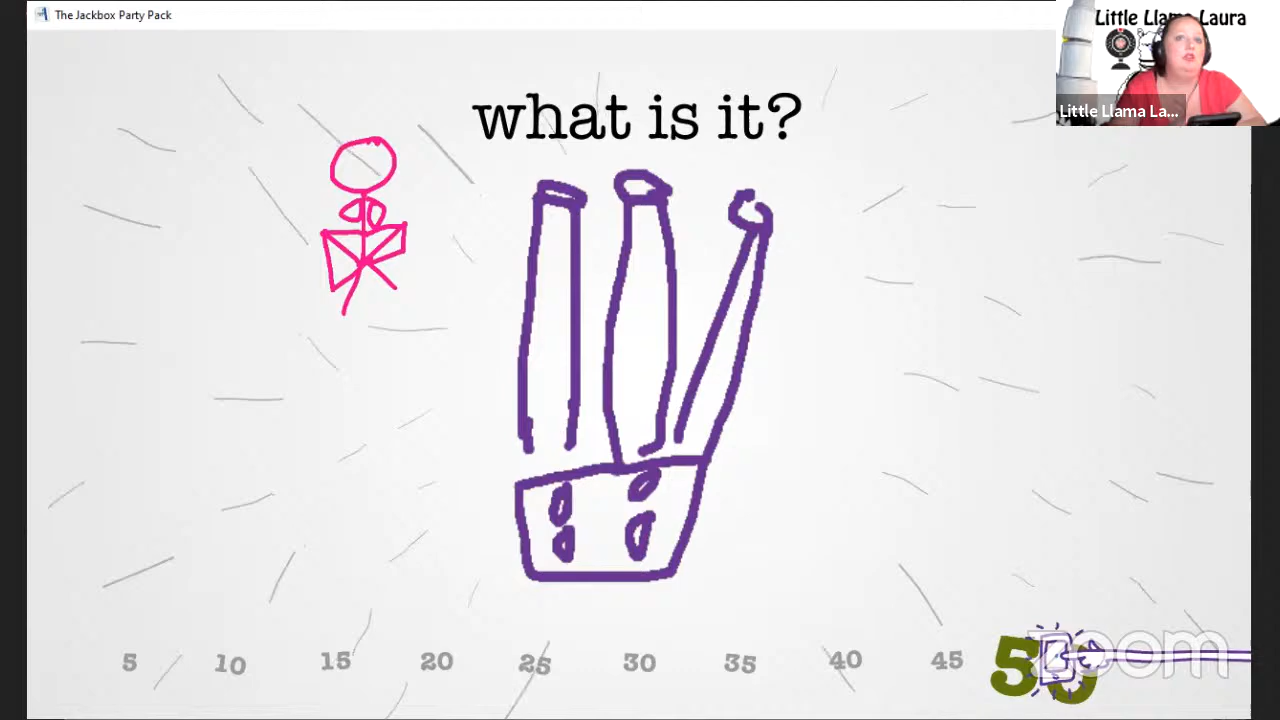 The Jackbox Party Pack
Little Llama Laura
Little Llama La...
what is it?
5 10 15 20 25 30 35 40 45 50
zoom